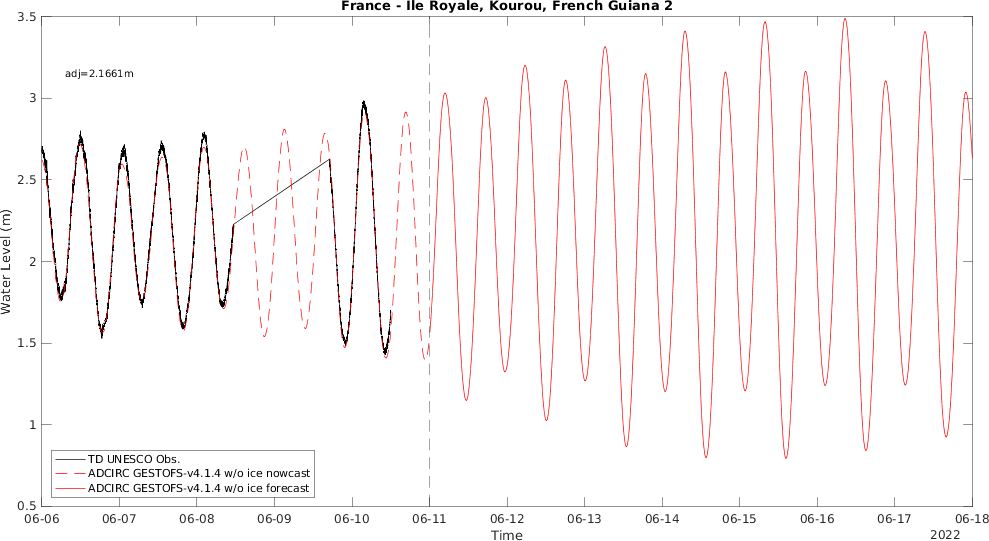 France - Ile Royale, Kourou, French Guiana 2
3.5
adj=2.1661m
3
2.5
Water Level (m)
2
1.5
1
TD UNESCO Obs.
ADCIRC GESTOFS-v4.1.4 w/o ice nowcast
ADCIRC GESTOFS-v4.1.4 w/o ice forecast
0.5
06-06 06-07 06-08 06-09 06-10 06-11 06-12 06-13 06-14 06-15 06-16 06-17 06-18
Time
2022